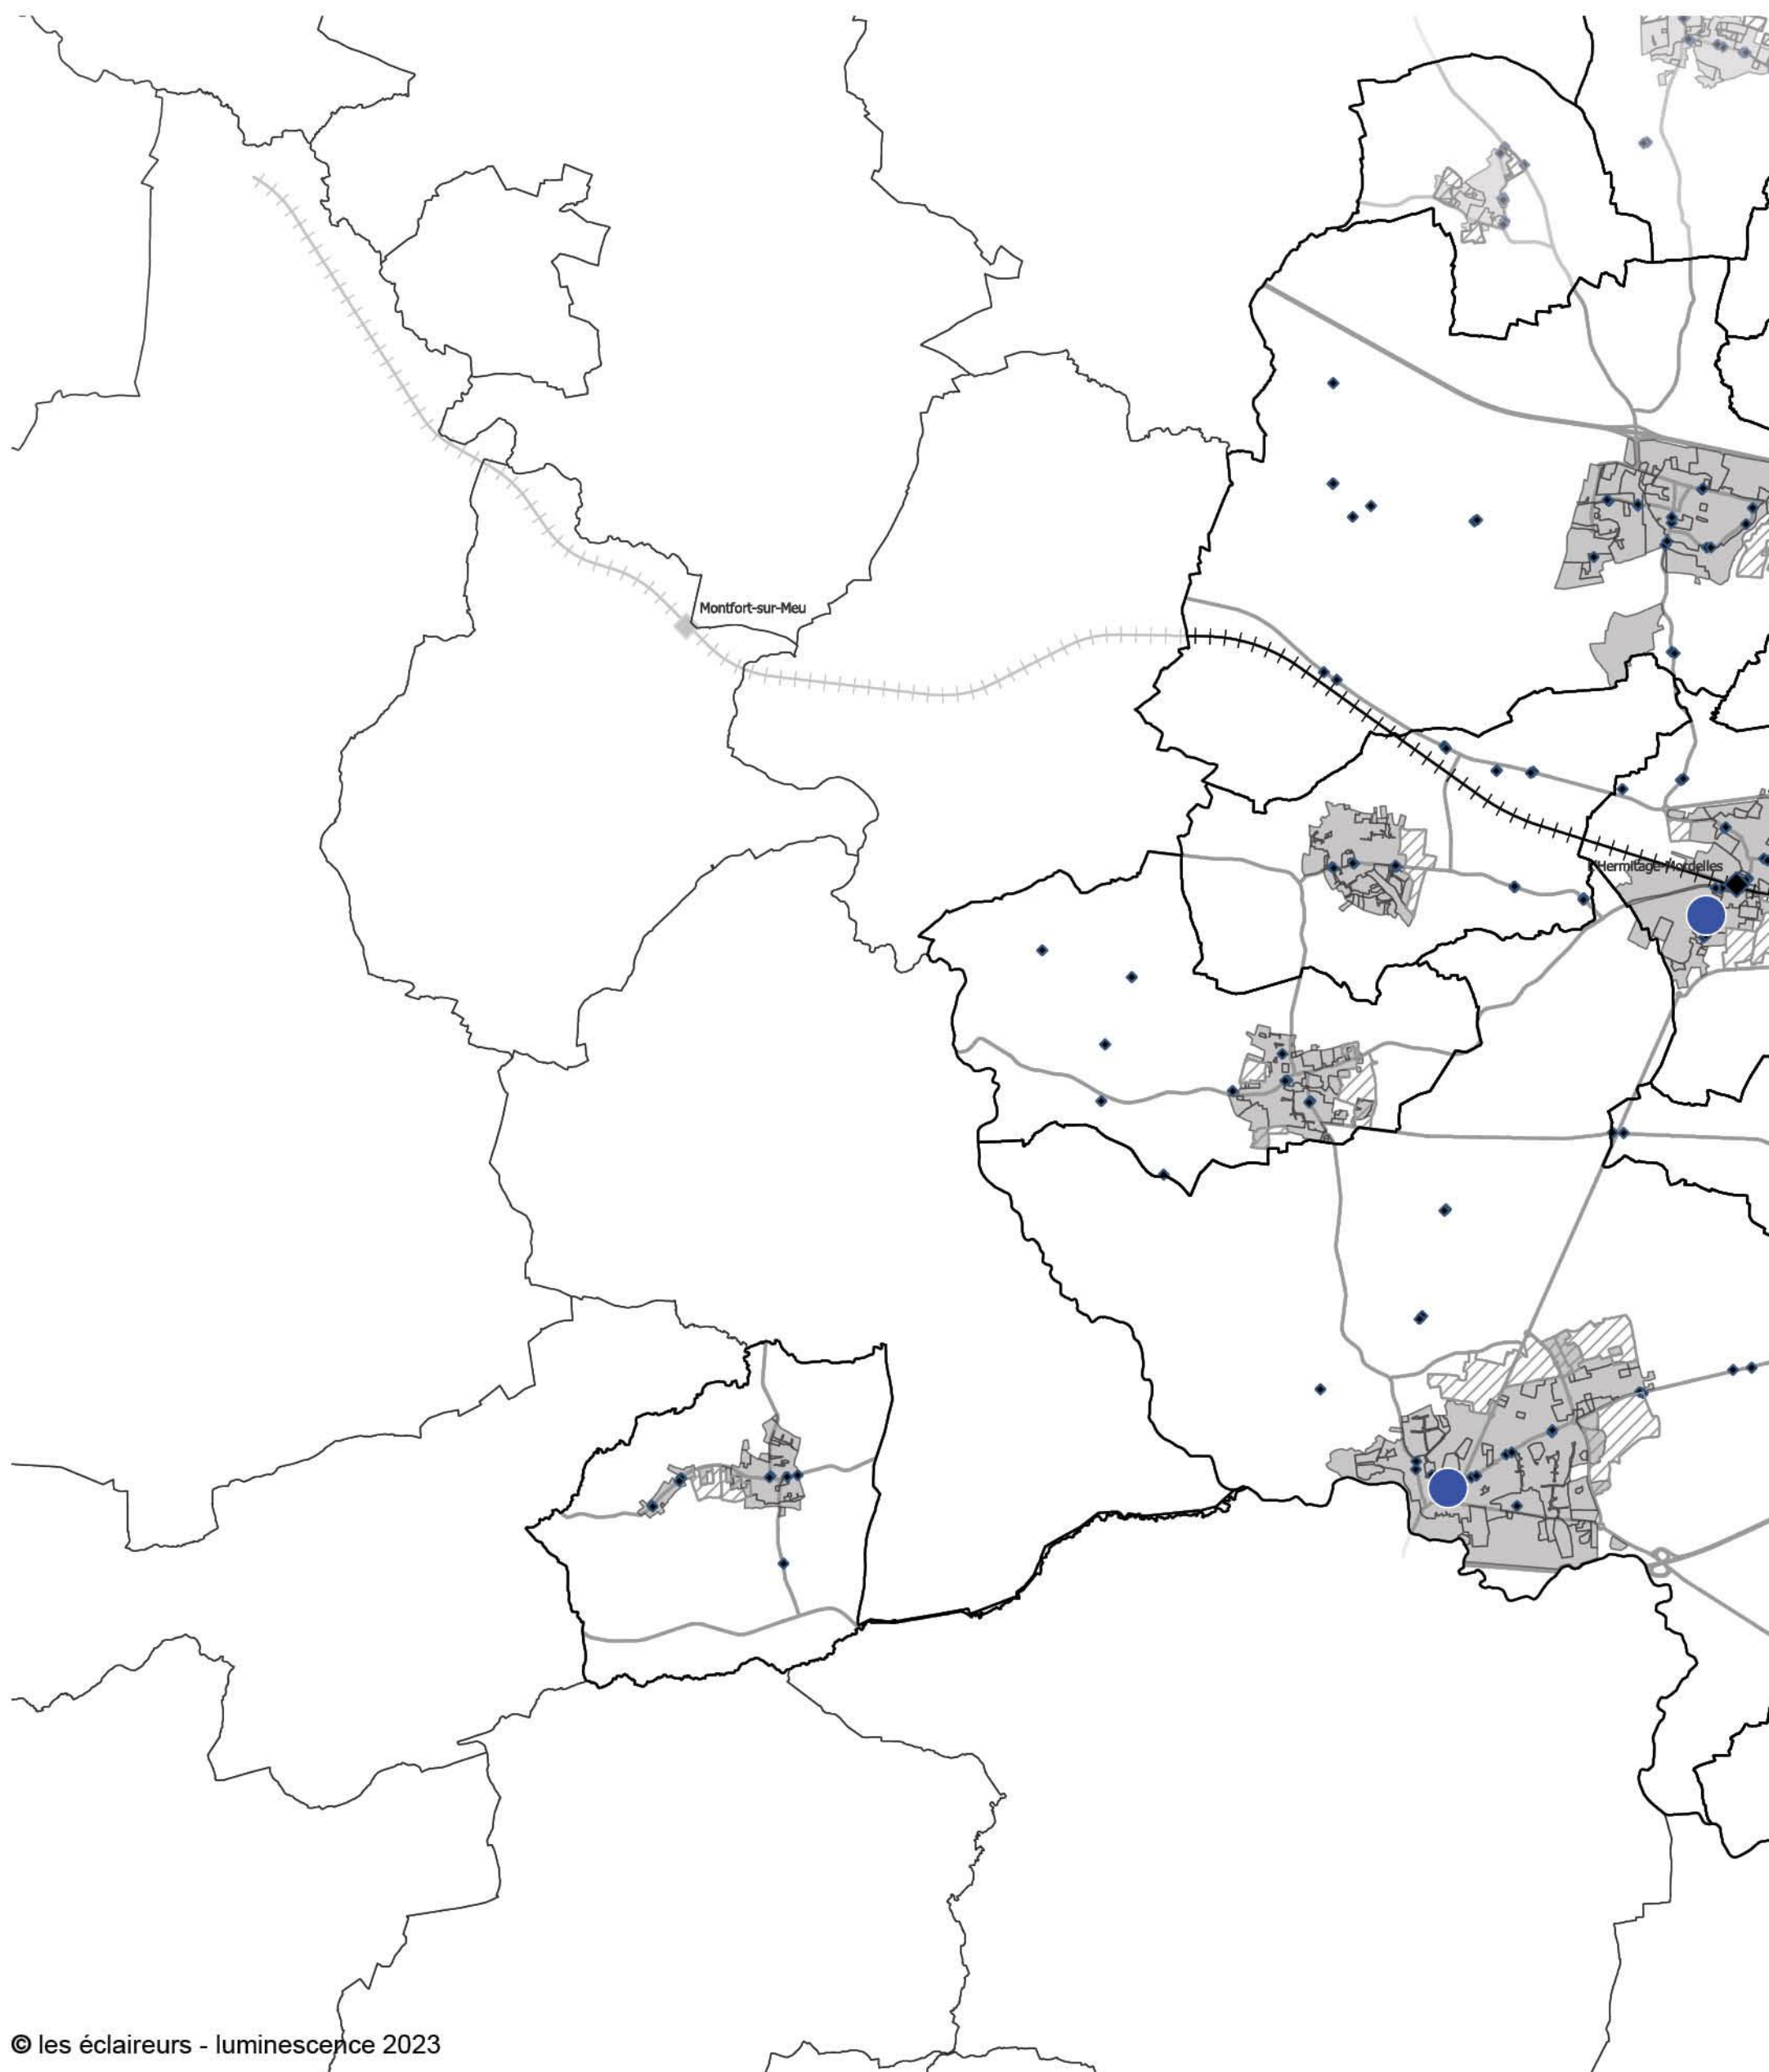 Montfort-sur-Meu
L'Hermitage-Mordelles
© les éclaireurs - luminescence 2023